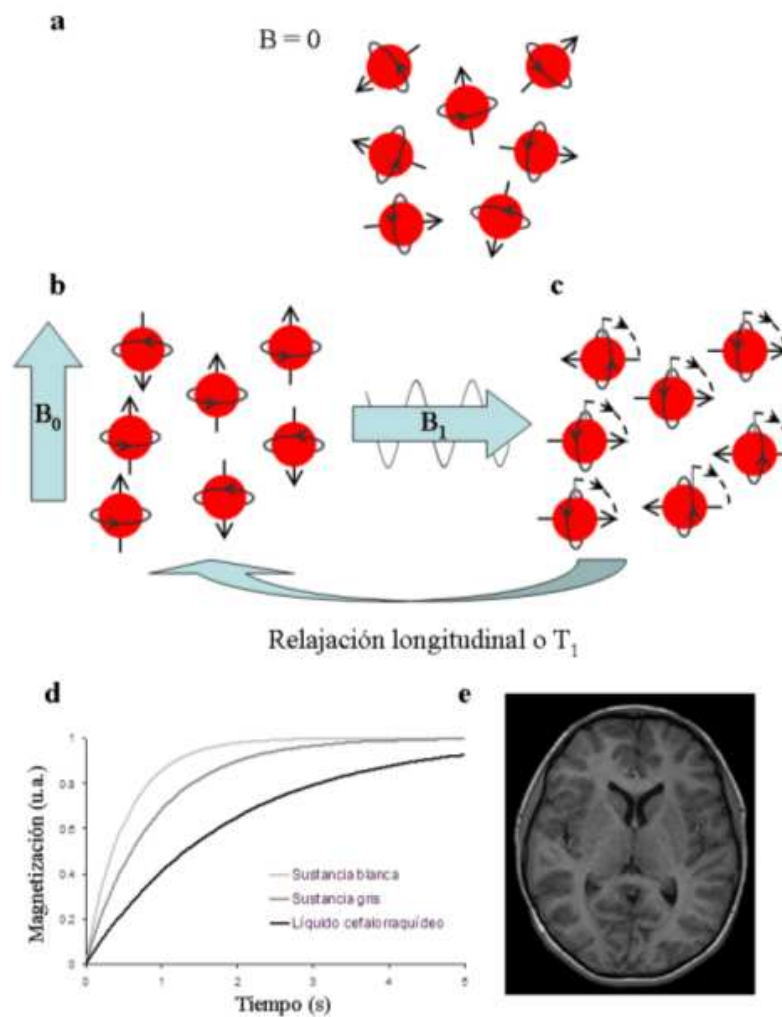 a
B = 0
b
c
B₀
B₁
Relajación longitudinal o T₁
d
e
Magnetización (u.a.)
1
0.8
0.6
0.4
0.2
0
Sustancia blanca
Sustancia gris
Líquido cefalorraquídeo
0
1
2
3
4
5
Tiempo (s)